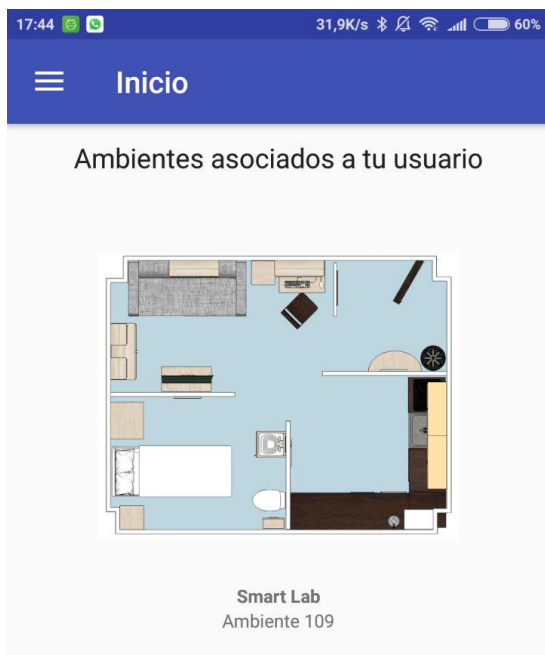 17:44 31,9K/s 60%
Inicio
Ambientes asociados a tu usuario
Smart Lab
Ambiente 109